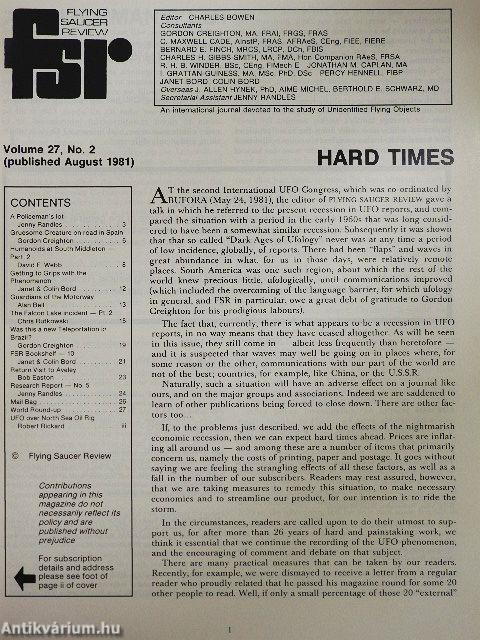 FLYING
SAUCER
REVIEW
fsr
Editor CHARLES BOWEN
Consultants
GORDON CREIGHTON, MA, FRAI, FRGS, FRAS
C. MAXWELL CADE, AInstP, FRAS, AFRAeS, CEng, FIEE, FIERE
BERNARD E. FINCH, MRCS, LRCP, DCh, FBIS
CHARLES H. GIBBS-SMITH, MA, FMA, Hon Companion RAeS, FRSA
R. H. B. WINDER, BSc, CEng, FIMech E JONATHAN M. CAPLAN, MA
I. GRATTAN-GUINESS, MA, MSc, PhD, DSc PERCY HENNELL, FIBP
JANET BORD COLIN BORD
Overseas J. ALLEN HYNEK, PhD, AIME MICHEL, BERTHOLD E. SCHWARZ, MD
Secretarial Assistant JENNY RANDLES
An international journal devoted to the study of Unidentified Flying Objects
Volume 27, No. 2
(published August 1981)
CONTENTS
A Policeman's lot
Jenny Randles 3
Gruesome Creature on road in Spain
Gordon Creighton 6
Humanoids at South Middleton —
Part 2
David F. Webb 8
Getting to Grips with the
Phenomenon
Janet & Colin Bord 12
Guardians of the Motorway
Alan Bell 13
The Falcon Lake incident — Pt. 2
Chris Rutkowski 15
Was this a new Teleportation in
Brazil?
Gordon Creighton 19
FSR Bookshelf — 10
Janet & Colin Bord 21
Return Visit to Aveley
Bob Easton 23
Research Report — No. 5
Jenny Randles 24
Mail Bag 26
World Round-up 27
UFO over North Sea Oil Rig
Robert Rickard iii
© Flying Saucer Review
Contributions
appearing in this
magazine do not
necessarily reflect its
policy and are
published without
prejudice
For subscription
details and address
please see foot of
page ii of cover
HARD TIMES
AT the second International UFO Congress, which was co-ordinated by
BUFORA (May 24, 1981), the editor of FLYING SAUCER REVIEW gave a
talk in which he referred to the present recession in UFO reports, and com-
pared the situation with a period in the early 1950s that was long consid-
ered to have been a somewhat similar recession. Subsequently it was shown
that that so called "Dark Ages of Ufology" never was at any time a period
of low incidence, globally, of reports. There had been "flaps" and waves in
great abundance in what, for us in those days, were relatively remote
places. South America was one such region, about which the rest of the
world knew precious little, ufologically, until communications improved
(which included the overcoming of the language barrier, for which ufology
in general, and FSR in particular, owe a great debt of gratitude to Gordon
Creighton for his prodigious labours).
The fact that, currently, there is what appears to be a recession in UFO
reports, in no way means that they have ceased altogether. As will be seen
in this issue, they still come in — albeit less frequently than heretofore —
and it is suspected that waves may well be going on in places where, for
some reason or the other, communications with our part of the world are
not of the best; countries, for example, like China, or the U.S.S.R.
Naturally, such a situation will have an adverse effect on a journal like
ours, and on the major groups and associations. Indeed we are saddened to
learn of other publications being forced to close down. There are other fac-
tors too. . .
If, to the problems just described, we add the effects of the nightmarish
economic recession, then we can expect hard times ahead. Prices are inflat-
ing all around us — and among these are a number of items that primarily
concern us, namely the costs of printing, paper and postage. It goes without
saying we are feeling the strangling effects of all these factors, as well as a
fall in the number of our subscribers. Readers may rest assured, however,
that we are taking measures to remedy this situation, to make necessary
economies and to streamline our product, for our intention is to ride the
storm.
In the circumstances, readers are called upon to do their utmost to sup-
port us, for after more than 26 years of hard and painstaking work, we
think it essential that we continue the recording of the UFO phenomenon,
and the encouraging of comment and debate on that subject.
There are many practical measures that can be taken by our readers.
Recently, for example, we were dismayed to receive a letter from a regular
reader who proudly related that he passed his magazine round for some 20
other people to read. Well, if only a small percentage of those 20 "external"
1
Antikvárium.hu